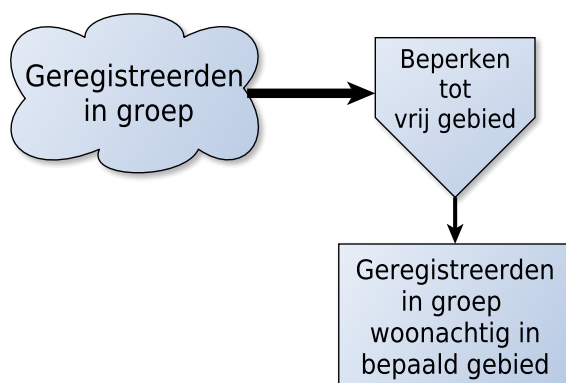 Geregistreerden
in groep
Beperken
tot
vrij gebied
Geregistreerden
in groep
woonachtig in
bepaald gebied